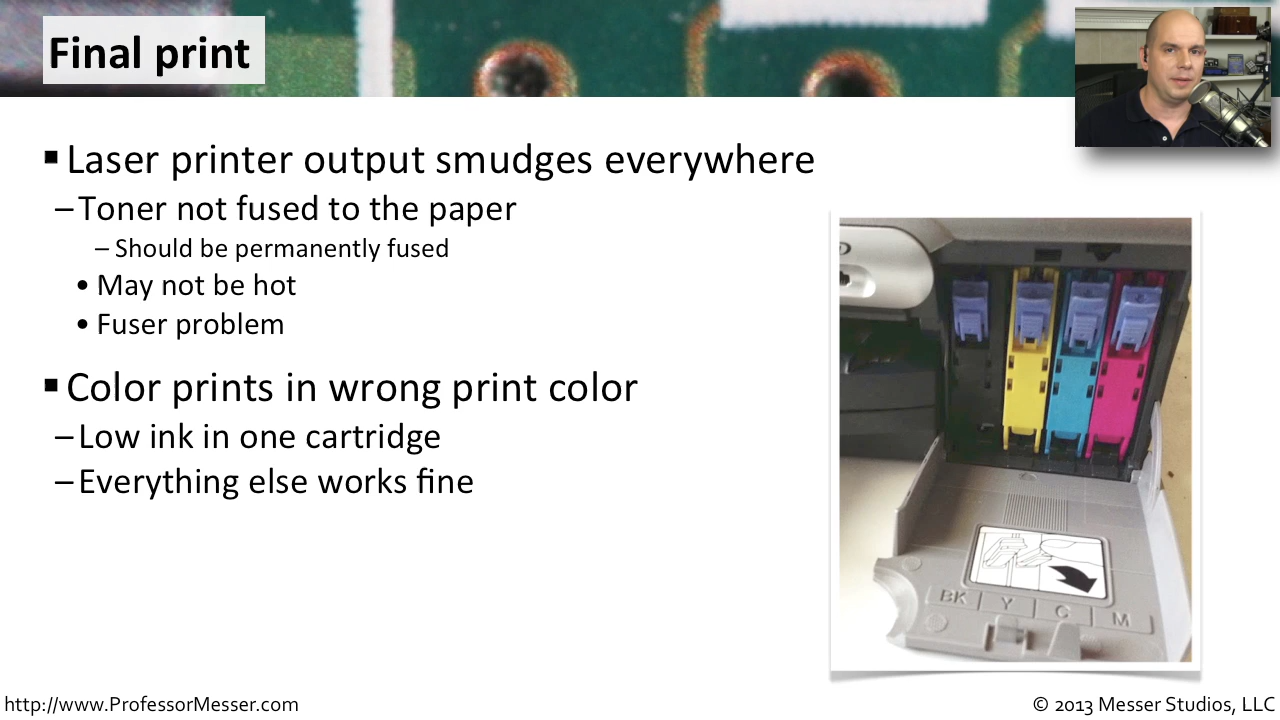 Final print
▪ Laser printer output smudges everywhere
– Toner not fused to the paper
– Should be permanently fused
• May not be hot
• Fuser problem
▪ Color prints in wrong print color
– Low ink in one cartridge
– Everything else works fine
BK Y C M
http://www.ProfessorMesser.com
© 2013 Messer Studios, LLC